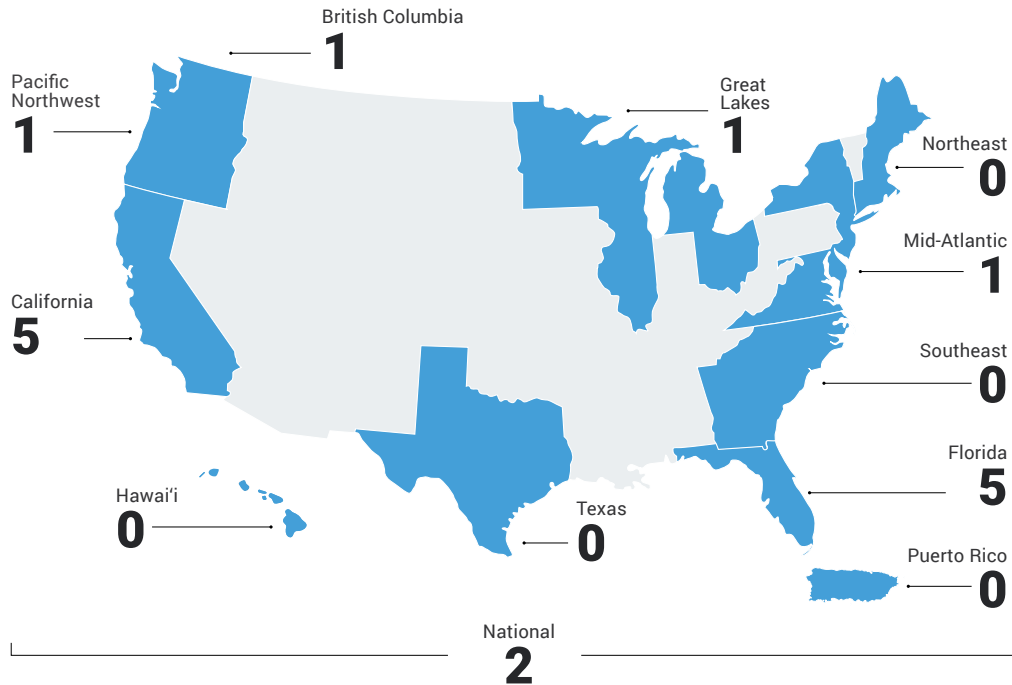 British Columbia
1
Pacific
Northwest
1
Great
Lakes
1
Northeast
0
Mid-Atlantic
1
California
5
Southeast
0
Florida
5
Hawaiʻi
0
Texas
0
Puerto Rico
0
National
2